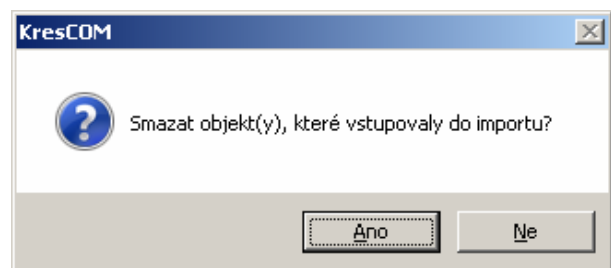 KresCOM
Smazat objekt(y), které vstupovaly do importu?
Ano
Ne